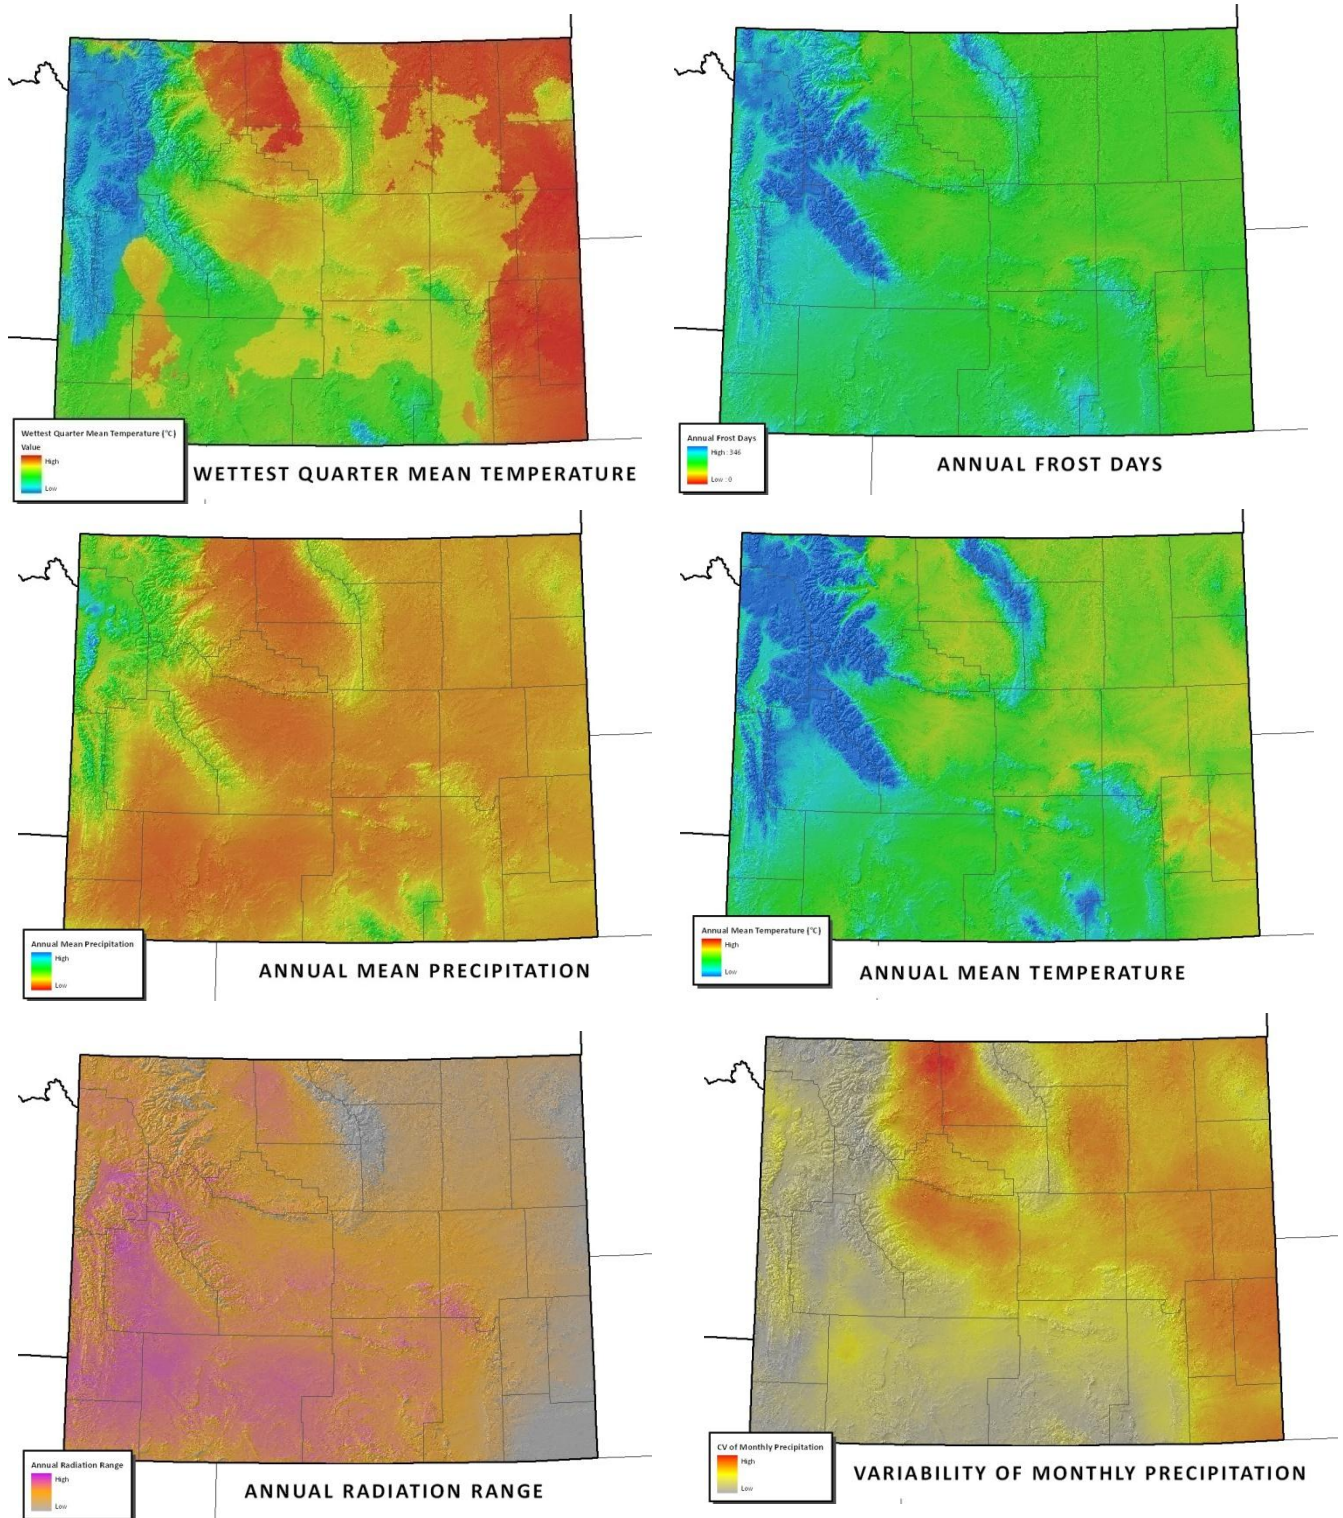 Wettest Quarter Mean Temperature (°C)
Value
High
Low
WETTEST QUARTER MEAN TEMPERATURE
Annual Frost Days
High : 346
Low : 0
ANNUAL FROST DAYS
Annual Mean Precipitation
High
Low
ANNUAL MEAN PRECIPITATION
Annual Mean Temperature (°C)
High
Low
ANNUAL MEAN TEMPERATURE
Annual Radiation Range
High
Low
ANNUAL RADIATION RANGE
CV of Monthly Precipitation
High
Low
VARIABILITY OF MONTHLY PRECIPITATION